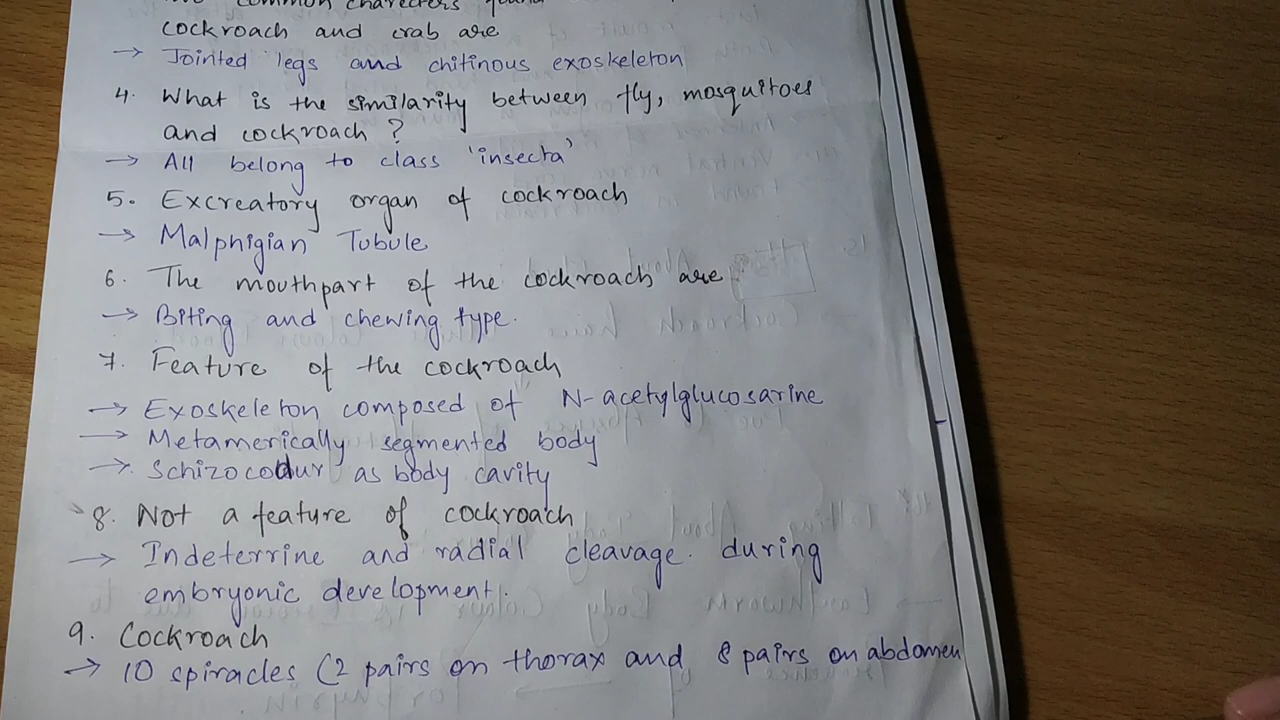 common charecters
cockroach and crab are
→ Jointed legs and chitinous exoskeleton
4. What is the similarity between fly, mosquitoes
and cockroach ?
→ All belong to class 'insecta'
5. Excreatory organ of cockroach
→ Malphigian Tubule
6. The mouthpart of the cockroach are
→ Biting and chewing type.
7. Feature of the cockroach
→ Exoskeleton composed of N-acetylglucosarine
→ Metamerically segmented body
→ Schizocodur as body cavity
8. Not a feature of cockroach
→ Indeterrine and radial cleavage. during
embryonic development.
9. Cockroach
→ 10 spiracles (2 pairs on thorax and 8 pairs on abdomen